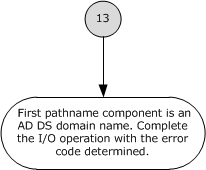 13
First pathname component is an
AD DS domain name. Complete
the I/O operation with the error
code determined.